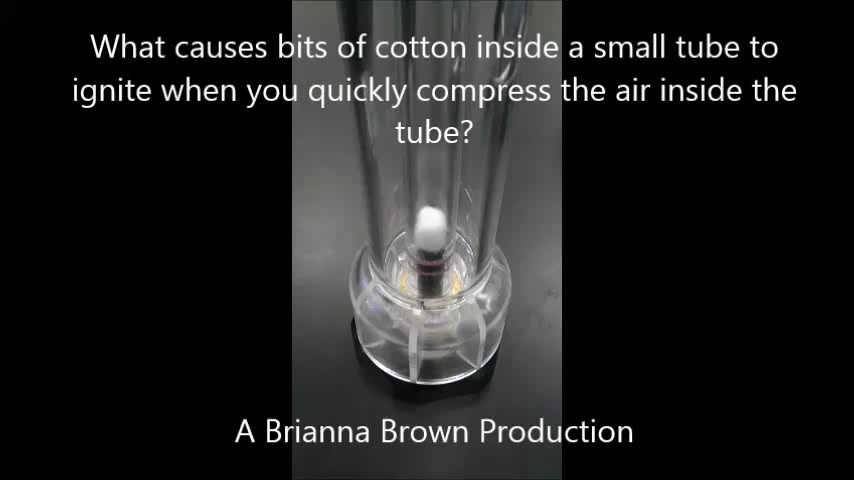 What causes bits of cotton inside a small tube to
ignite when you quickly compress the air inside the
tube?
A Brianna Brown Production